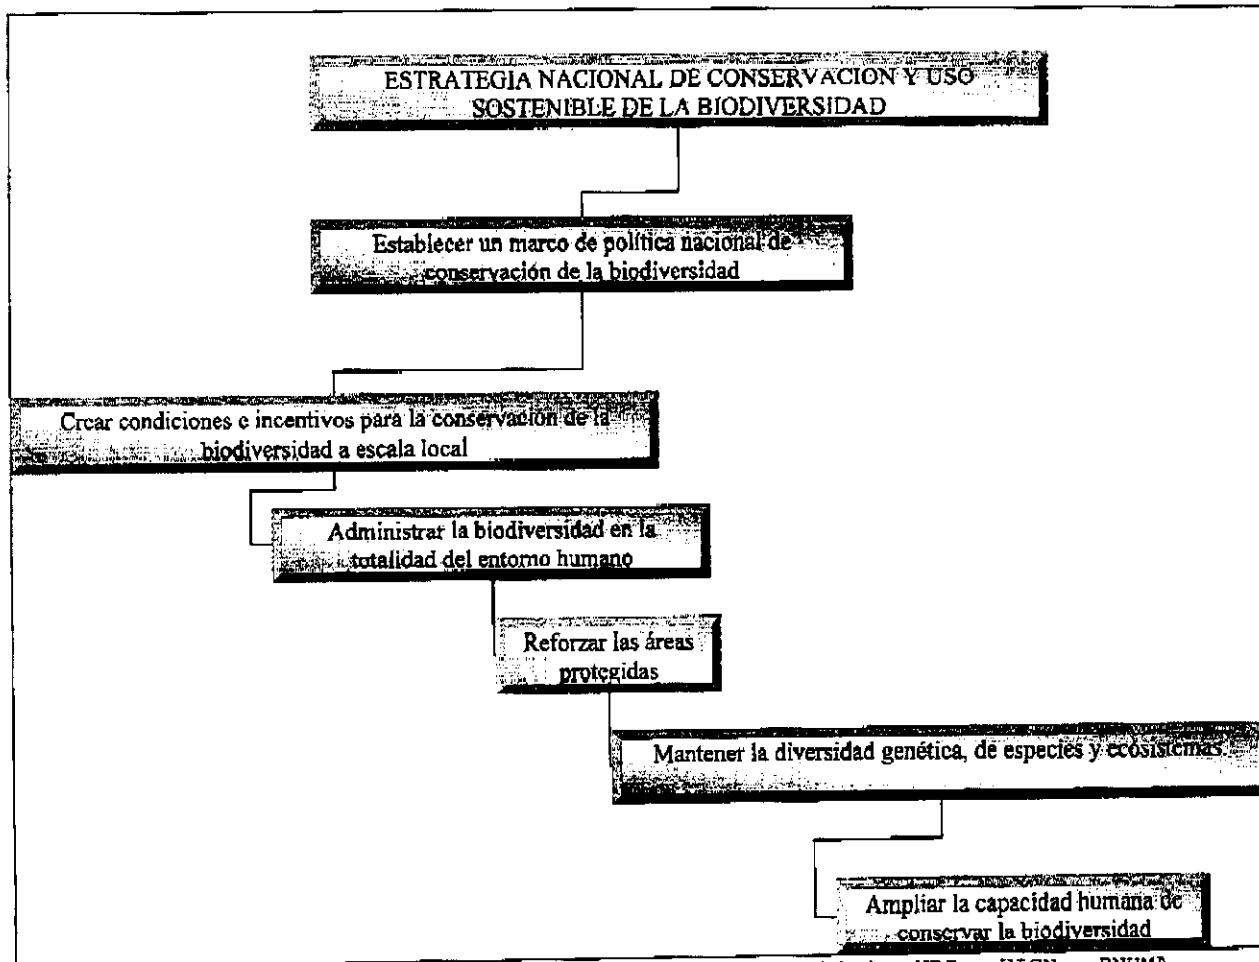 ESTRATEGIA NACIONAL DE CONSERVACION Y USO
SOSTENIBLE DE LA BIODIVERSIDAD
Establecer un marco de política nacional de
conservación de la biodiversidad
Crear condiciones e incentivos para la conservación de la
biodiversidad a escala local
Administrar la biodiversidad en la
totalidad del entorno humano
Reforzar las áreas
protegidas
Mantener la diversidad genética, de especies y ecosistemas.
Ampliar la capacidad humana de
conservar la biodiversidad